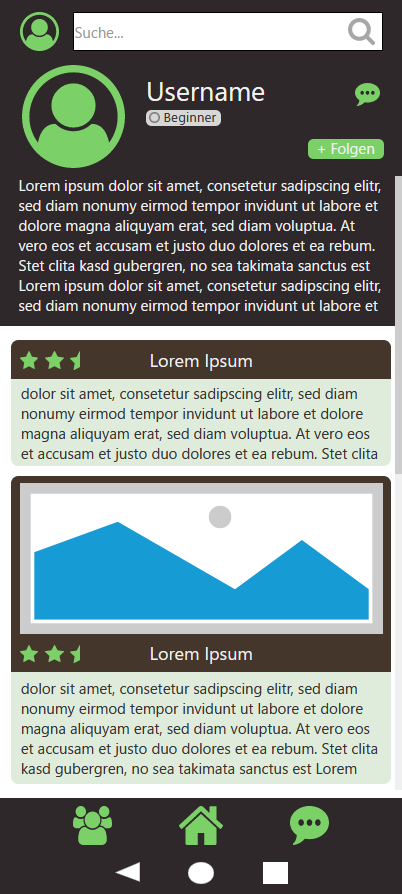 Suche...
Username
Beginner
+ Folgen
Lorem ipsum dolor sit amet, consetetur sadipscing elitr,
sed diam nonumy eirmod tempor invidunt ut labore et
dolore magna aliquyam erat, sed diam voluptua. At
vero eos et accusam et justo duo dolores et ea rebum.
Stet clita kasd gubergren, no sea takimata sanctus est
Lorem ipsum dolor sit amet, consetetur sadipscing elitr,
sed diam nonumy eirmod tempor invidunt ut labore et
Lorem Ipsum
dolor sit amet, consetetur sadipscing elitr, sed diam
nonumy eirmod tempor invidunt ut labore et dolore
magna aliquyam erat, sed diam voluptua. At vero eos
et accusam et justo duo dolores et ea rebum. Stet clita
Lorem Ipsum
dolor sit amet, consetetur sadipscing elitr, sed diam
nonumy eirmod tempor invidunt ut labore et dolore
magna aliquyam erat, sed diam voluptua. At vero eos
et accusam et justo duo dolores et ea rebum. Stet clita
kasd gubergren, no sea takimata sanctus est Lorem